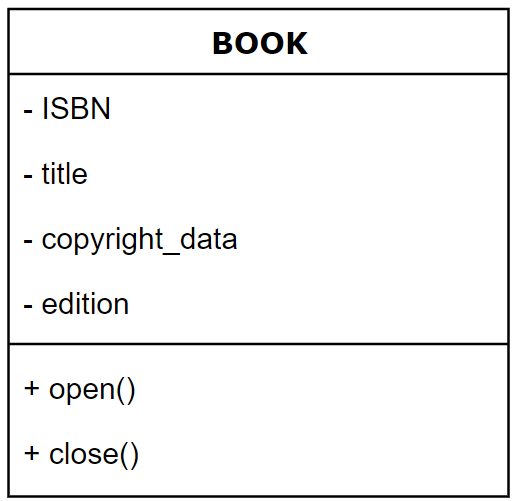 BOOK
- ISBN
- title
- copyright_data
- edition
+ open()
+ close()